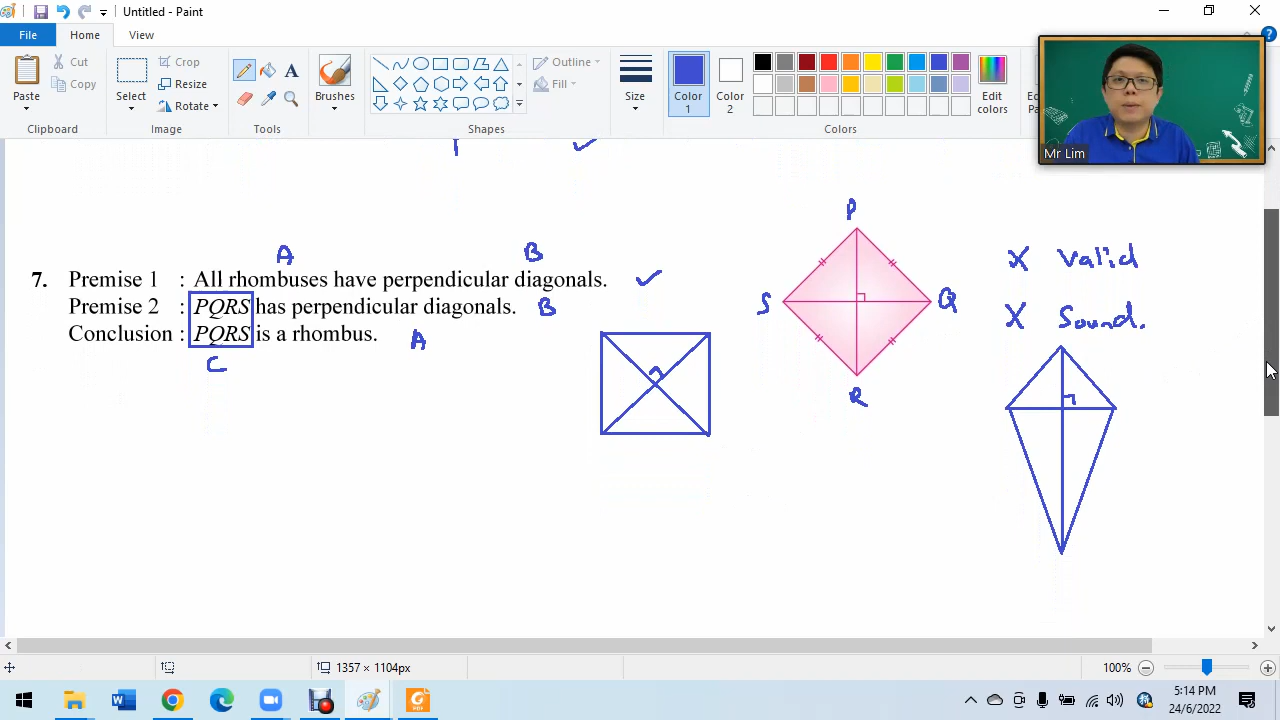 Untitled - Paint
File Home View
Paste
Cut
Copy
Clipboard
Select
Crop
Resize
Rotate
Image
A
Tools
Brushes
Shapes
Outline
Fill
Size
Color 1
Color 2
Edit colors
Colors
Mr Lim
P
A B
7. Premise 1 : All rhombuses have perpendicular diagonals. ✓
Premise 2 : PQRS has perpendicular diagonals. B
Conclusion : PQRS is a rhombus. A
C
S Q
R
X Valid
X Sound.
1357 × 1104px
100%
5:14 PM
24/6/2022